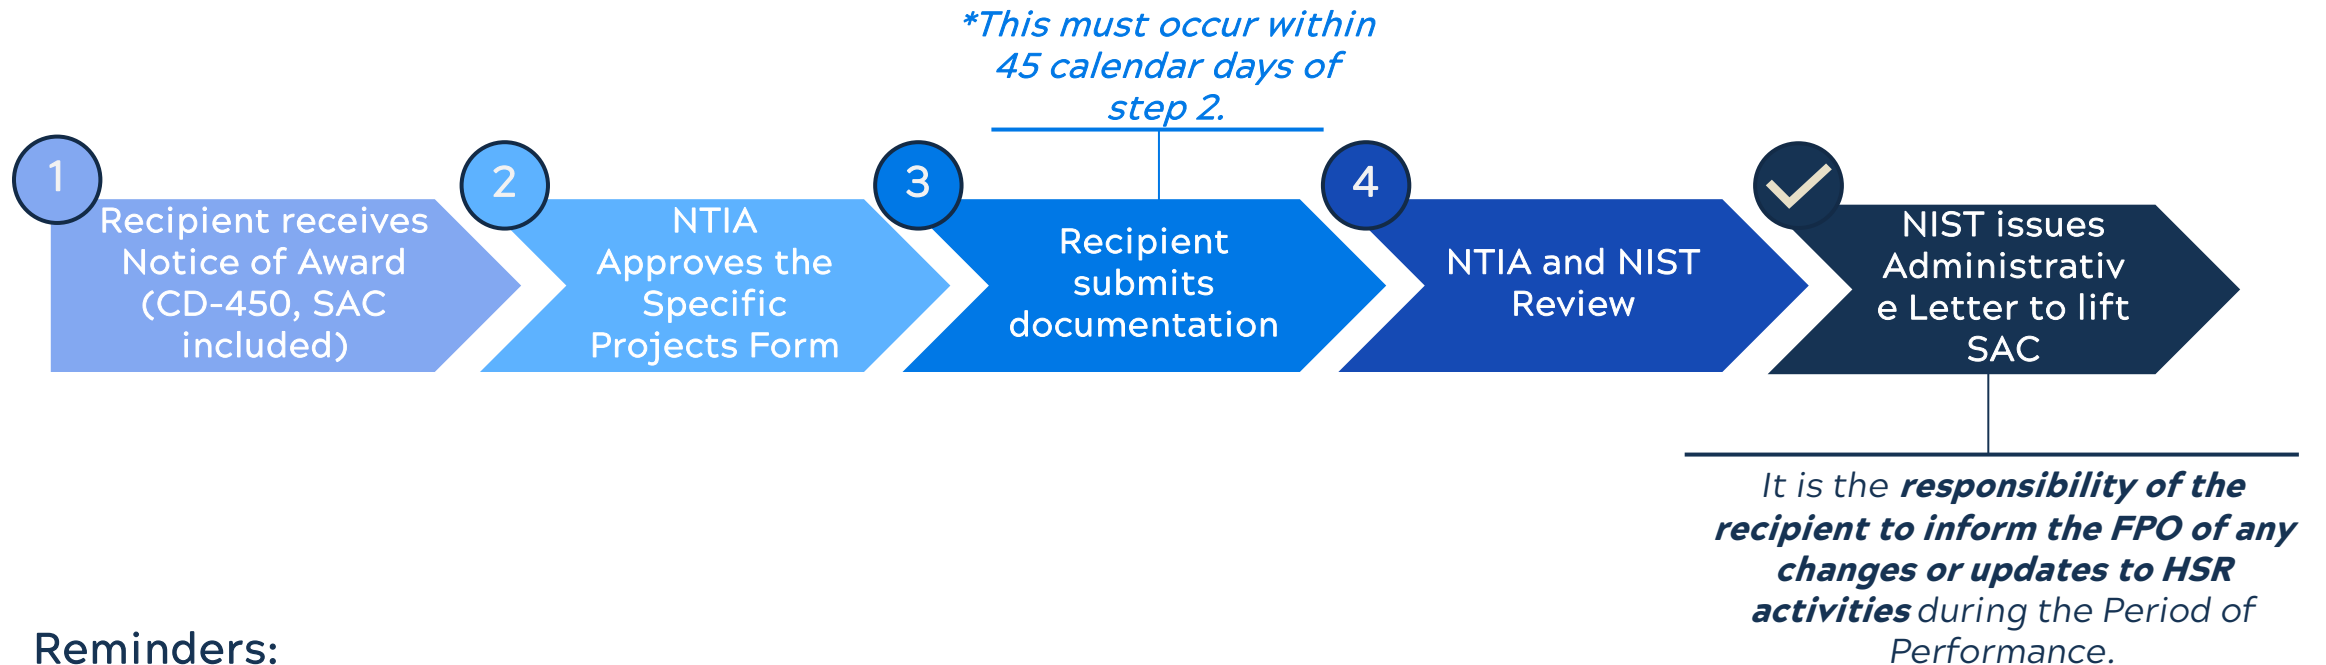 *This must occur within
45 calendar days of
step 2.
1
Recipient receives
Notice of Award
(CD-450, SAC
included)
2
NTIA
Approves the
Specific
Projects Form
3
Recipient
submits
documentation
4
NTIA and NIST
Review
NIST issues
Administrativ
e Letter to lift
SAC
It is the responsibility of the
recipient to inform the FPO of any
changes or updates to HSR
activities during the Period of
Performance.
Reminders: